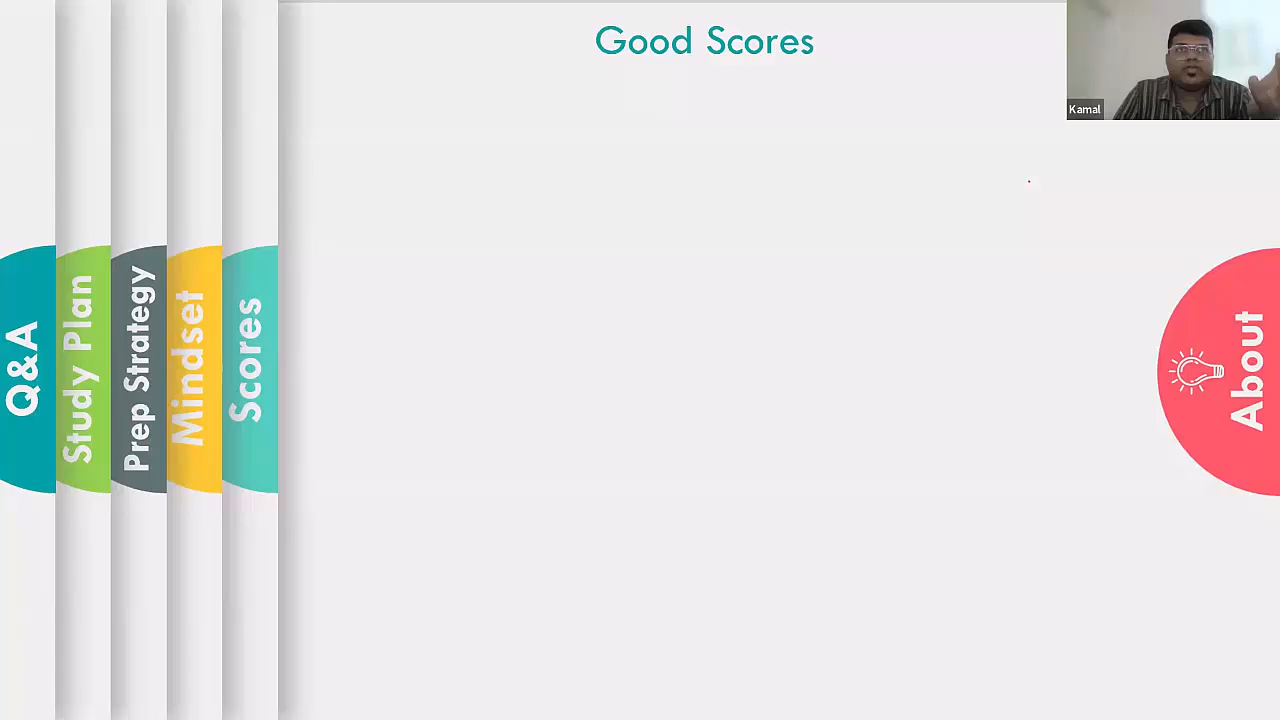 Good Scores
Kamal
Q&A
Study Plan
Prep Strategy
Mindset
Scores
About